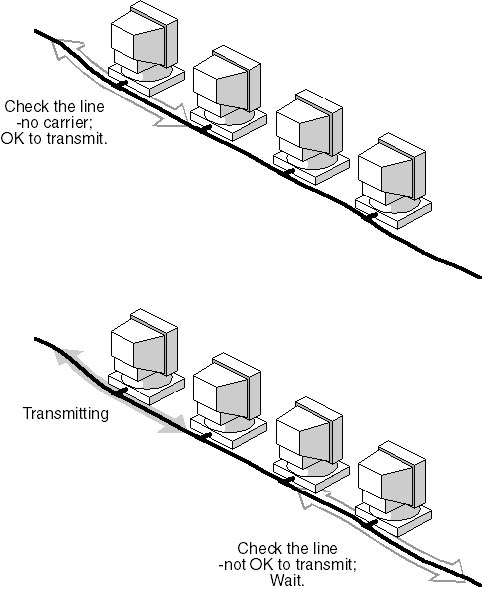 Check the line
-no carrier;
OK to transmit.
Transmitting
Check the line
-not OK to transmit;
Wait.